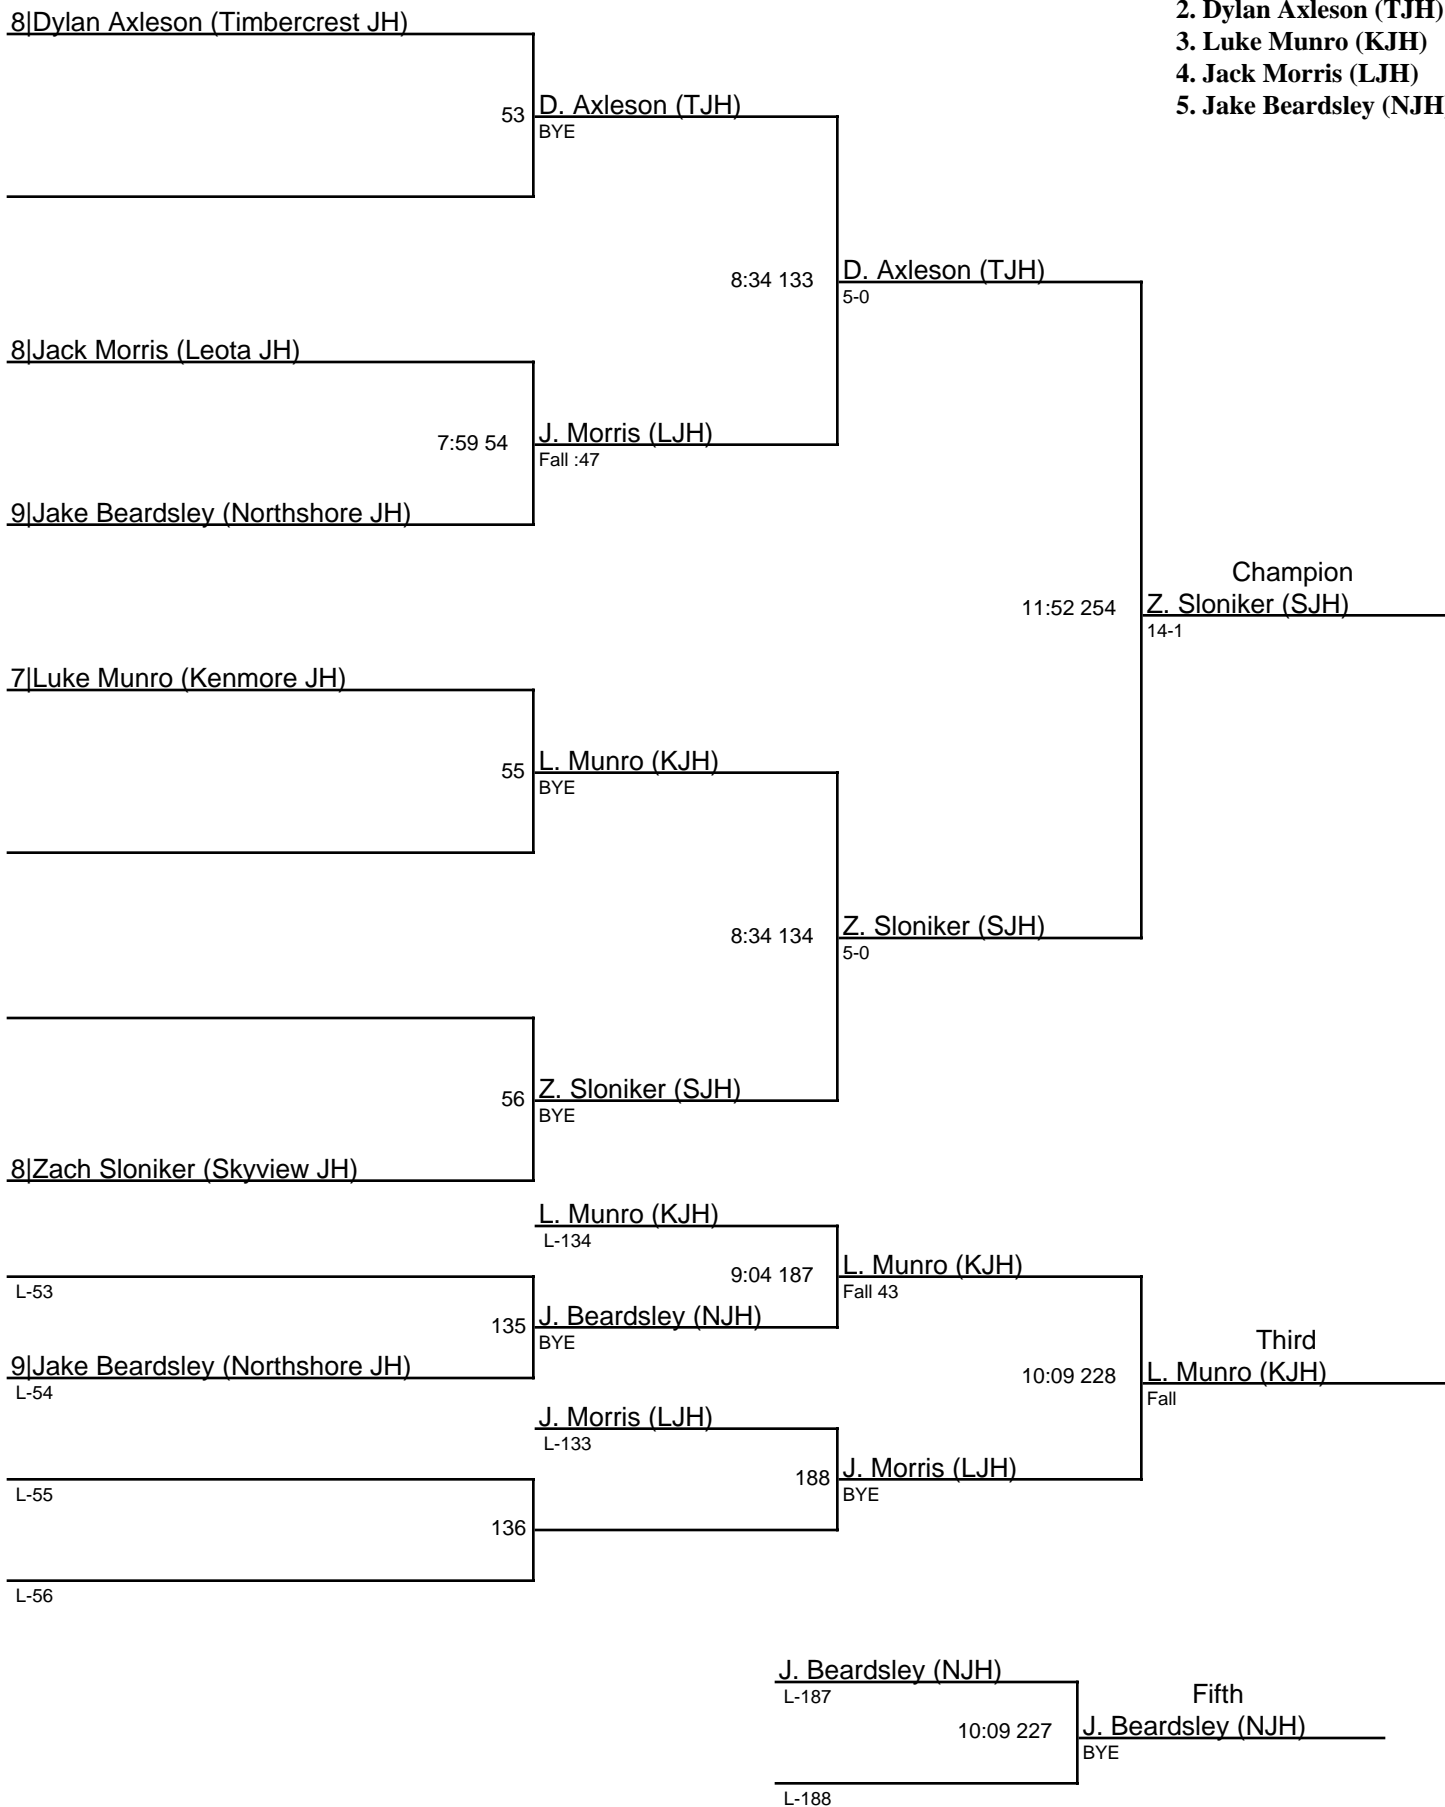 8|Dylan Axleson (Timbercrest JH)
2. Dylan Axleson (TJH)
3. Luke Munro (KJH)
4. Jack Morris (LJH)
5. Jake Beardsley (NJH
53
D. Axleson (TJH)
BYE
8:34 133
D. Axleson (TJH)
5-0
8|Jack Morris (Leota JH)
7:59 54
J. Morris (LJH)
Fall :47
9|Jake Beardsley (Northshore JH)
Champion
11:52 254
Z. Sloniker (SJH)
14-1
7|Luke Munro (Kenmore JH)
55
L. Munro (KJH)
BYE
8:34 134
Z. Sloniker (SJH)
5-0
56
Z. Sloniker (SJH)
BYE
8|Zach Sloniker (Skyview JH)
L. Munro (KJH)
L-134
9:04 187
L. Munro (KJH)
Fall 43
L-53
135
J. Beardsley (NJH)
BYE
9|Jake Beardsley (Northshore JH)
L-54
Third
10:09 228
L. Munro (KJH)
Fall
J. Morris (LJH)
L-133
188
J. Morris (LJH)
BYE
L-55
136
L-56
J. Beardsley (NJH)
L-187
Fifth
10:09 227
J. Beardsley (NJH)
BYE
L-188